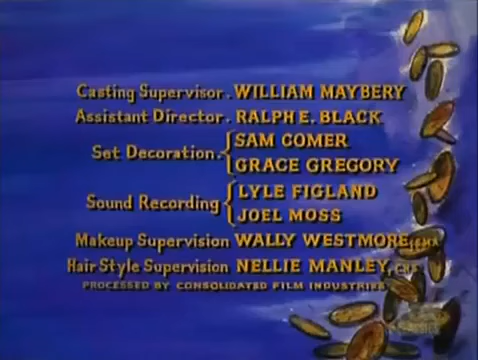 Casting Supervisor. WILLIAM MAYBERY
Assistant Director. RALPH E. BLACK
Set Decoration. SAM COMER
GRACE GREGORY
Sound Recording LYLE FIGLAND
JOEL MOSS
Makeup Supervision WALLY WESTMORE,
Hair Style Supervision NELLIE MANLEY,
PROCESSED BY CONSOLIDATED FILM INDUSTRIES